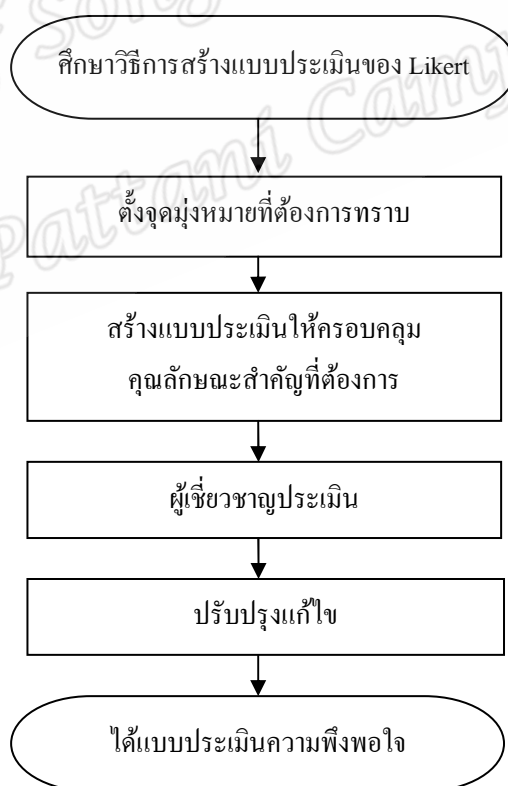 ศึกษาวิธีการสร้างแบบประเมินของ Likert
ตั้งจุดมุ่งหมายที่ต้องการทราบ
สร้างแบบประเมินให้ครอบคลุม
คุณลักษณะสำคัญที่ต้องการ
ผู้เชี่ยวชาญประเมิน
ปรับปรุงแก้ไข
ได้แบบประเมินความพึงพอใจ
Pattani